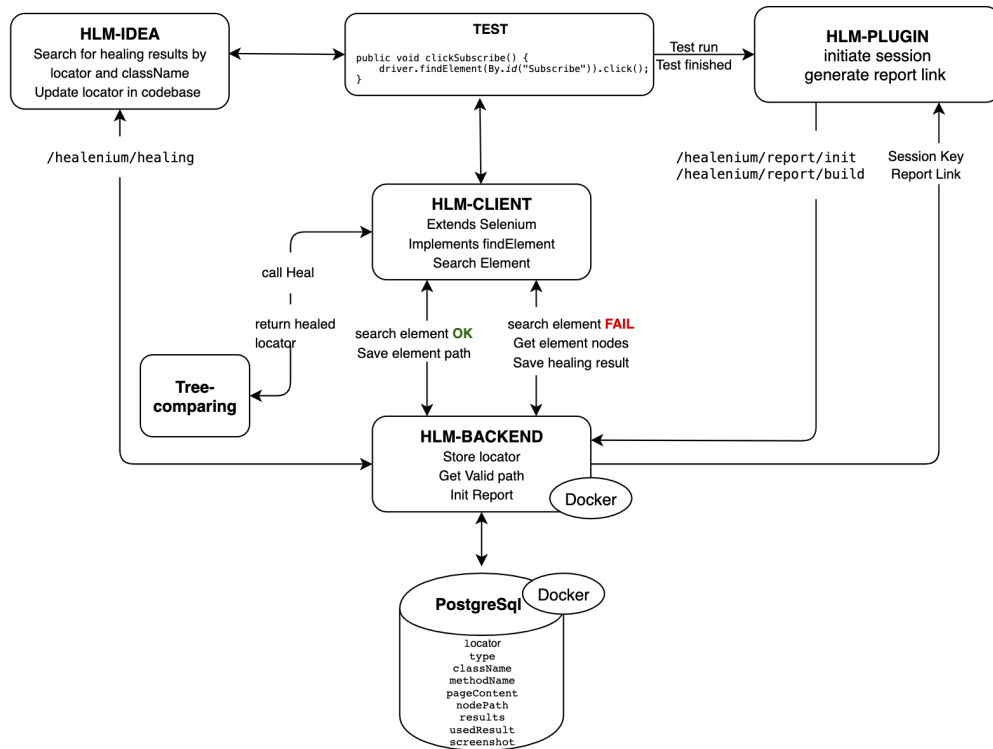 HLM-IDEA
Search for healing results by
locator and className
Update locator in codebase
TEST
public void clickSubscribe() {
    driver.findElement(By.id("Subscribe")).click();
}
Test run
Test finished
HLM-PLUGIN
initiate session
generate report link
/healenium/healing
/healenium/report/init
/healenium/report/build
Session Key
Report Link
HLM-CLIENT
Extends Selenium
Implements findElement
Search Element
call Heal
return healed
locator
search element OK
Save element path
search element FAIL
Get element nodes
Save healing result
Tree-
comparing
HLM-BACKEND
Store locator
Get Valid path
Init Report
Docker
PostgreSql
Docker
locator
type
className
methodName
pageContent
nodePath
results
usedResult
screenshot